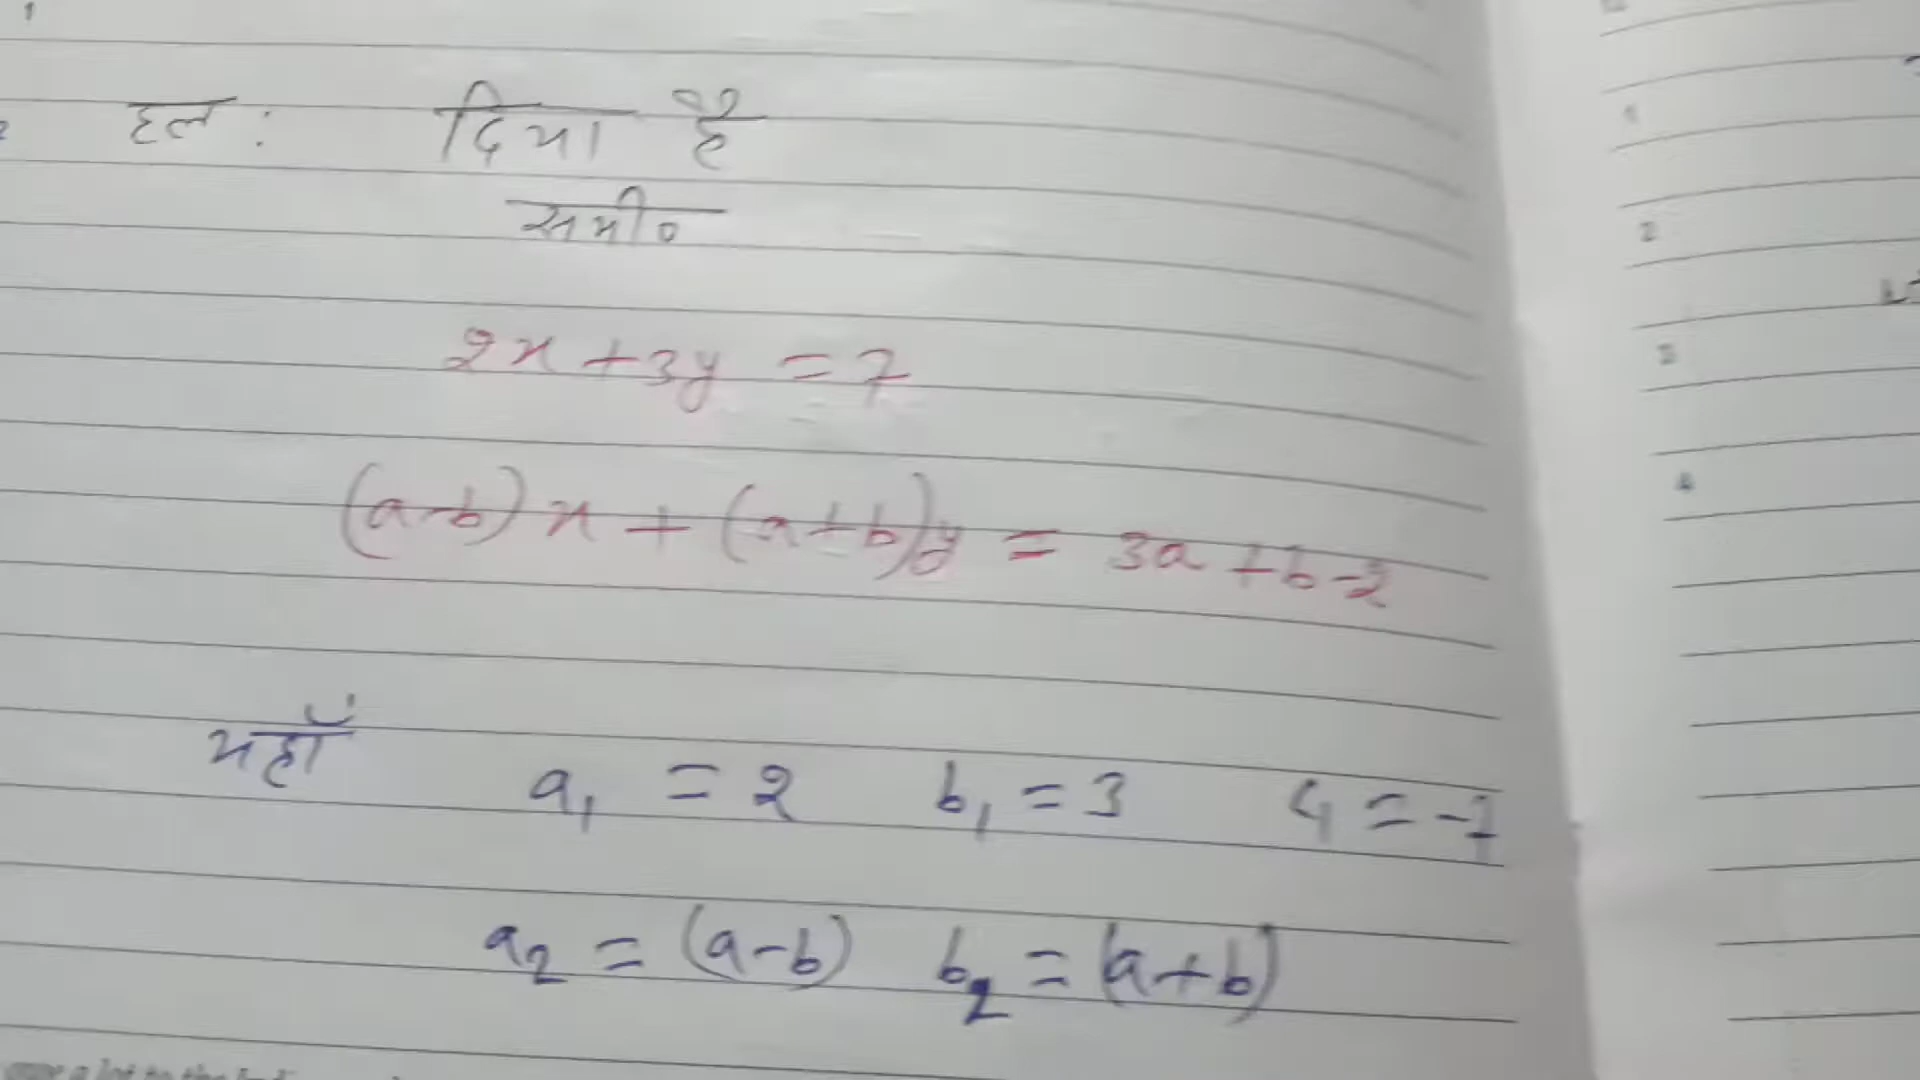 हल : दिया है
समी०
2x + 3y = 7
(a-b)x + (a+b)y = 3a+b-2
यहाँ a₁ = 2 b₁ = 3 c₁ = -7
a₂ = (a-b) b₂ = (a+b)